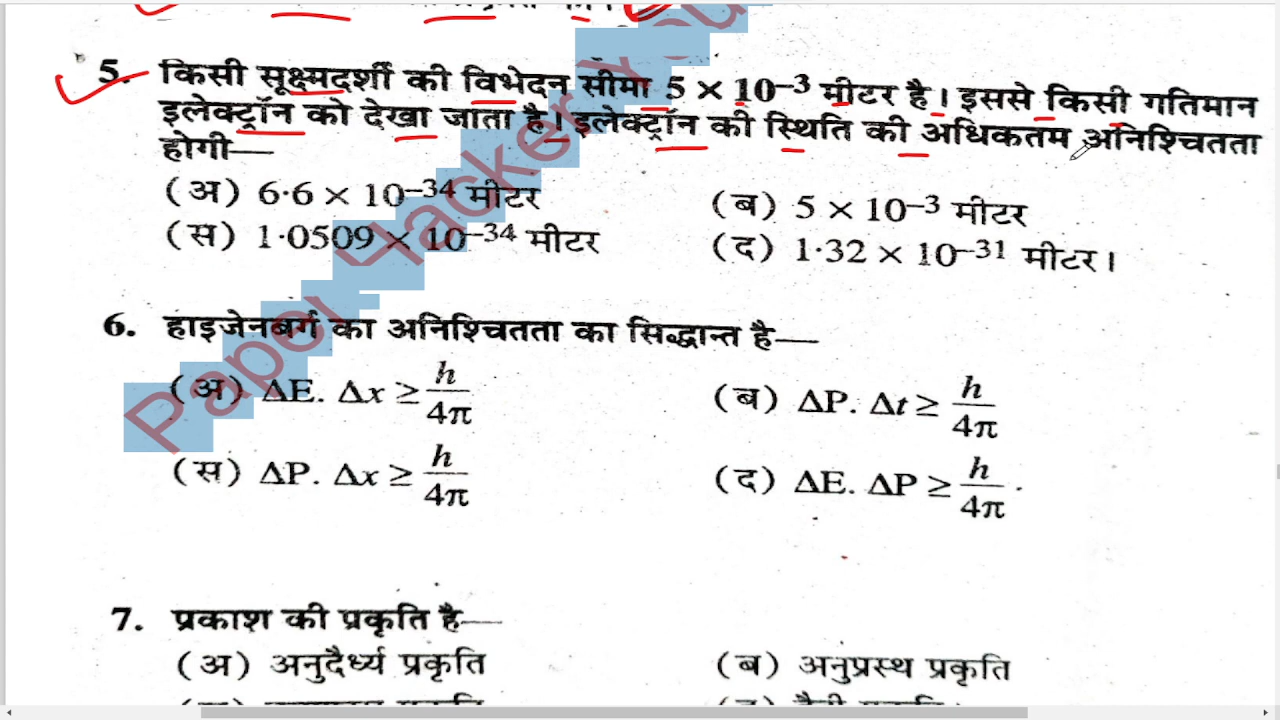 5. किसी सूक्ष्मदर्शी की विभेदन सीमा 5 × 10⁻³ मीटर है। इससे किसी गतिमान
इलेक्ट्रॉन को देखा जाता है। इलेक्ट्रॉन की स्थिति की अधिकतम अनिश्चितता
होगी—
(अ) 6·6 × 10⁻³⁴ मीटर (ब) 5 × 10⁻³ मीटर
(स) 1·0509 × 10⁻³⁴ मीटर (द) 1·32 × 10⁻³¹ मीटर।
6. हाइजेनबर्ग का अनिश्चितता का सिद्धान्त है—
(अ) ΔE. Δx ≥ h/4π (ब) ΔP. Δt ≥ h/4π
(स) ΔP. Δx ≥ h/4π (द) ΔE. ΔP ≥ h/4π.
7. प्रकाश की प्रकृति है—
(अ) अनुदैर्ध्य प्रकृति (ब) अनुप्रस्थ प्रकृति
Paper Hacker You